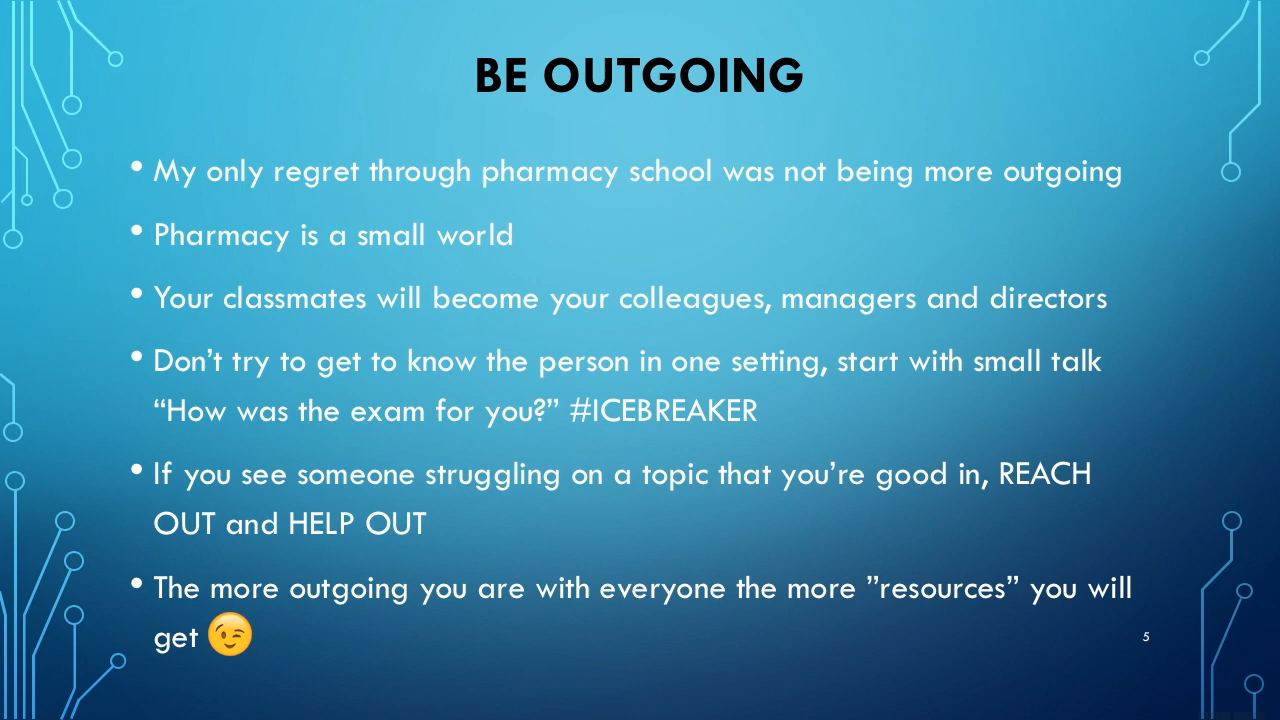 BE OUTGOING
• My only regret through pharmacy school was not being more outgoing
• Pharmacy is a small world
• Your classmates will become your colleagues, managers and directors
• Don’t try to get to know the person in one setting, start with small talk
“How was the exam for you?” #ICEBREAKER
• If you see someone struggling on a topic that you’re good in, REACH
OUT and HELP OUT
• The more outgoing you are with everyone the more ”resources” you will
get 😉
5